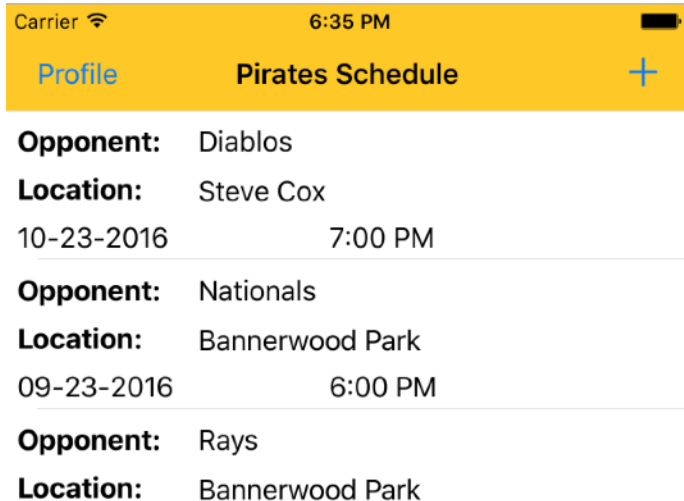 Carrier 6:35 PM
Profile Pirates Schedule +
Opponent: Diablos
Location: Steve Cox
10-23-2016 7:00 PM
Opponent: Nationals
Location: Bannerwood Park
09-23-2016 6:00 PM
Opponent: Rays
Location: Bannerwood Park